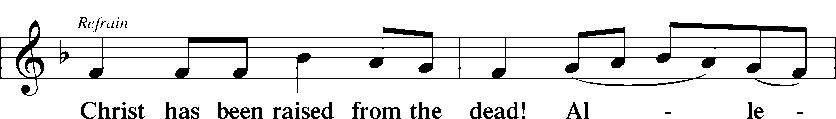 Refrain
Christ has been raised from the dead! Al - le -